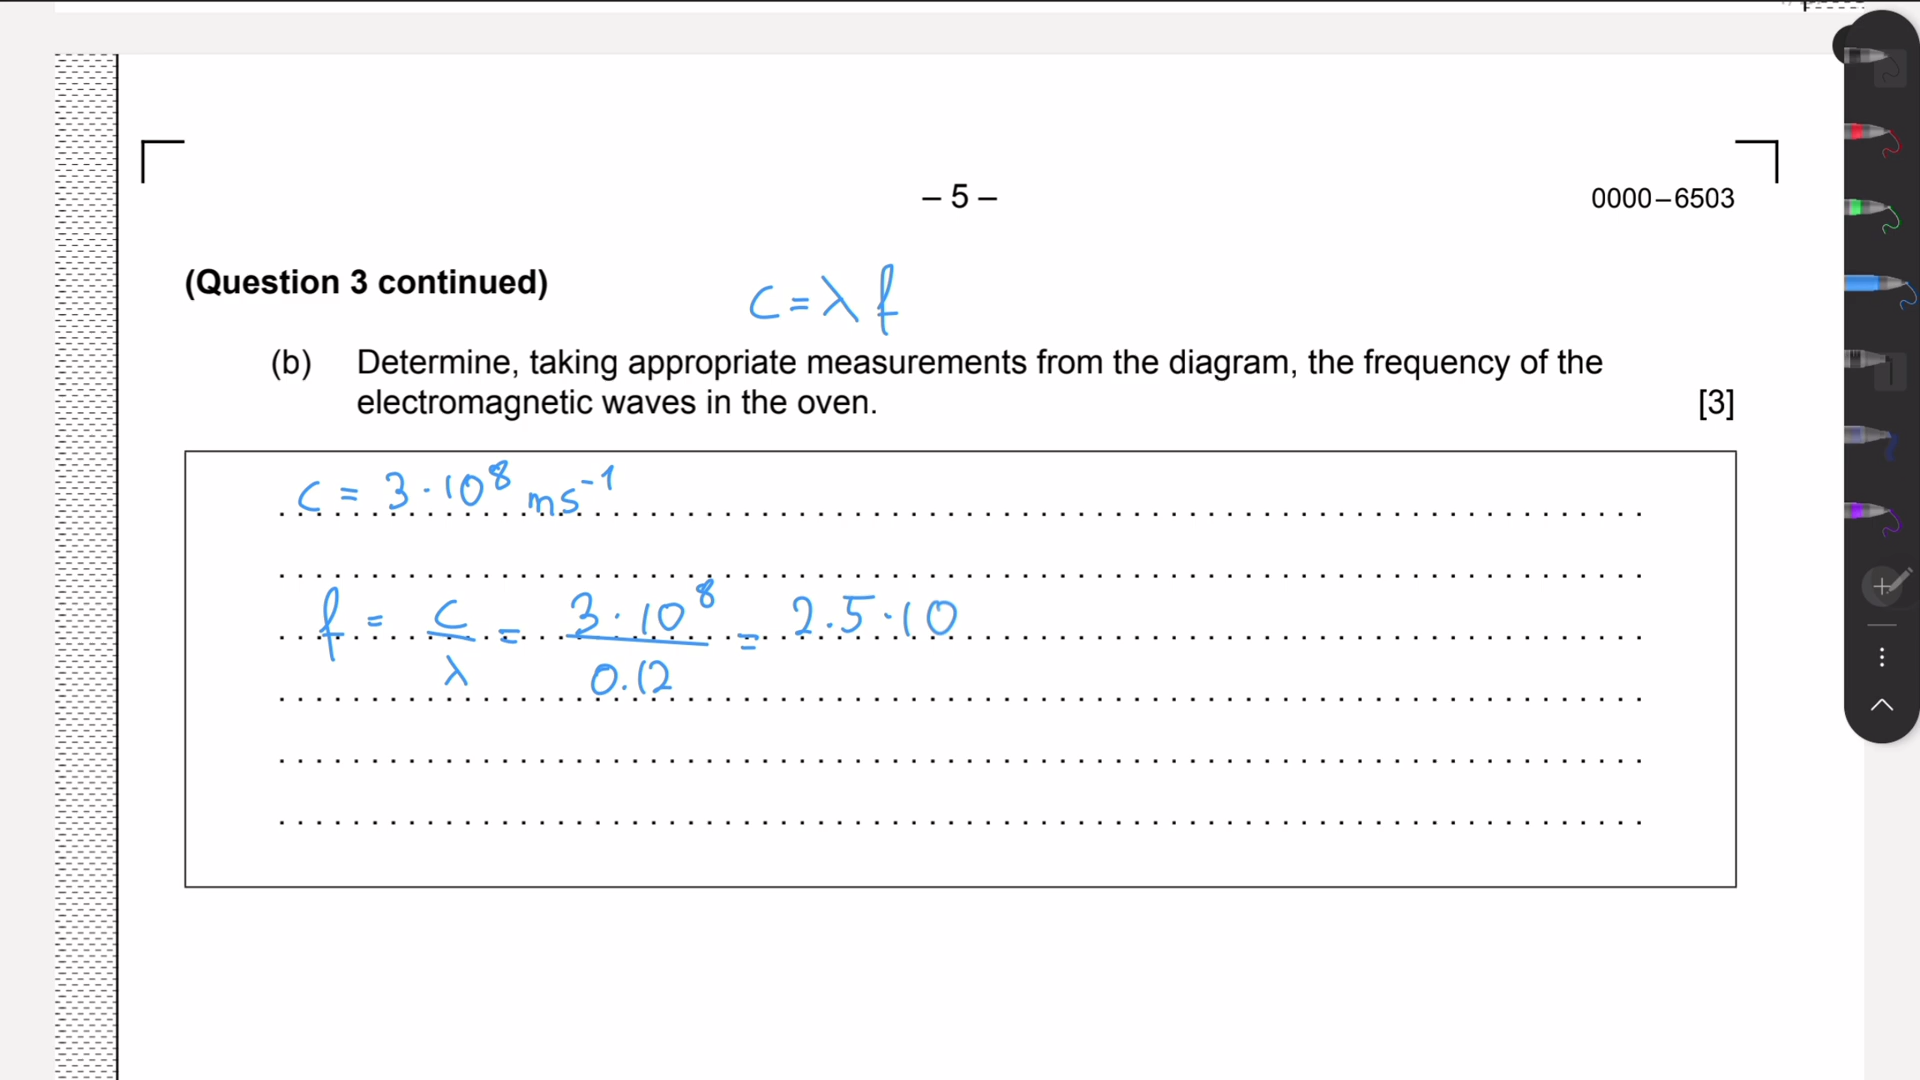 – 5 –
0000–6503
(Question 3 continued)
c = λ f
(b) Determine, taking appropriate measurements from the diagram, the frequency of the
electromagnetic waves in the oven. [3]
c = 3·10⁸ ms⁻¹
f = c/λ = 3·10⁸/0.12 = 2.5·10